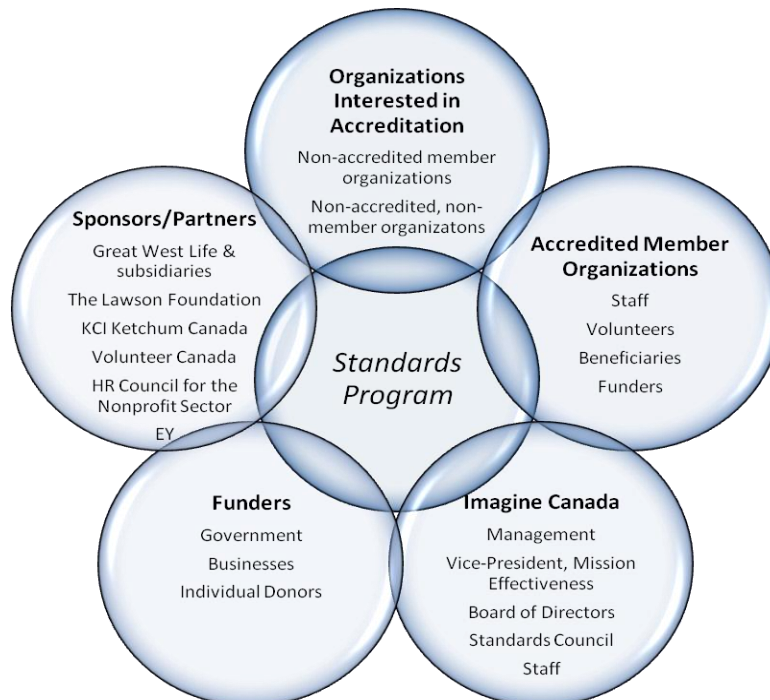 Organizations
Interested in
Accreditation
Non-accredited member
organizations
Non-accredited, non-
member organizatons
Sponsors/Partners
Great West Life &
subsidiaries
The Lawson Foundation
KCI Ketchum Canada
Volunteer Canada
HR Council for the
Nonprofit Sector
EY
Accredited Member
Organizations
Staff
Volunteers
Beneficiaries
Funders
Standards
Program
Funders
Government
Businesses
Individual Donors
Imagine Canada
Management
Vice-President, Mission
Effectiveness
Board of Directors
Standards Council
Staff